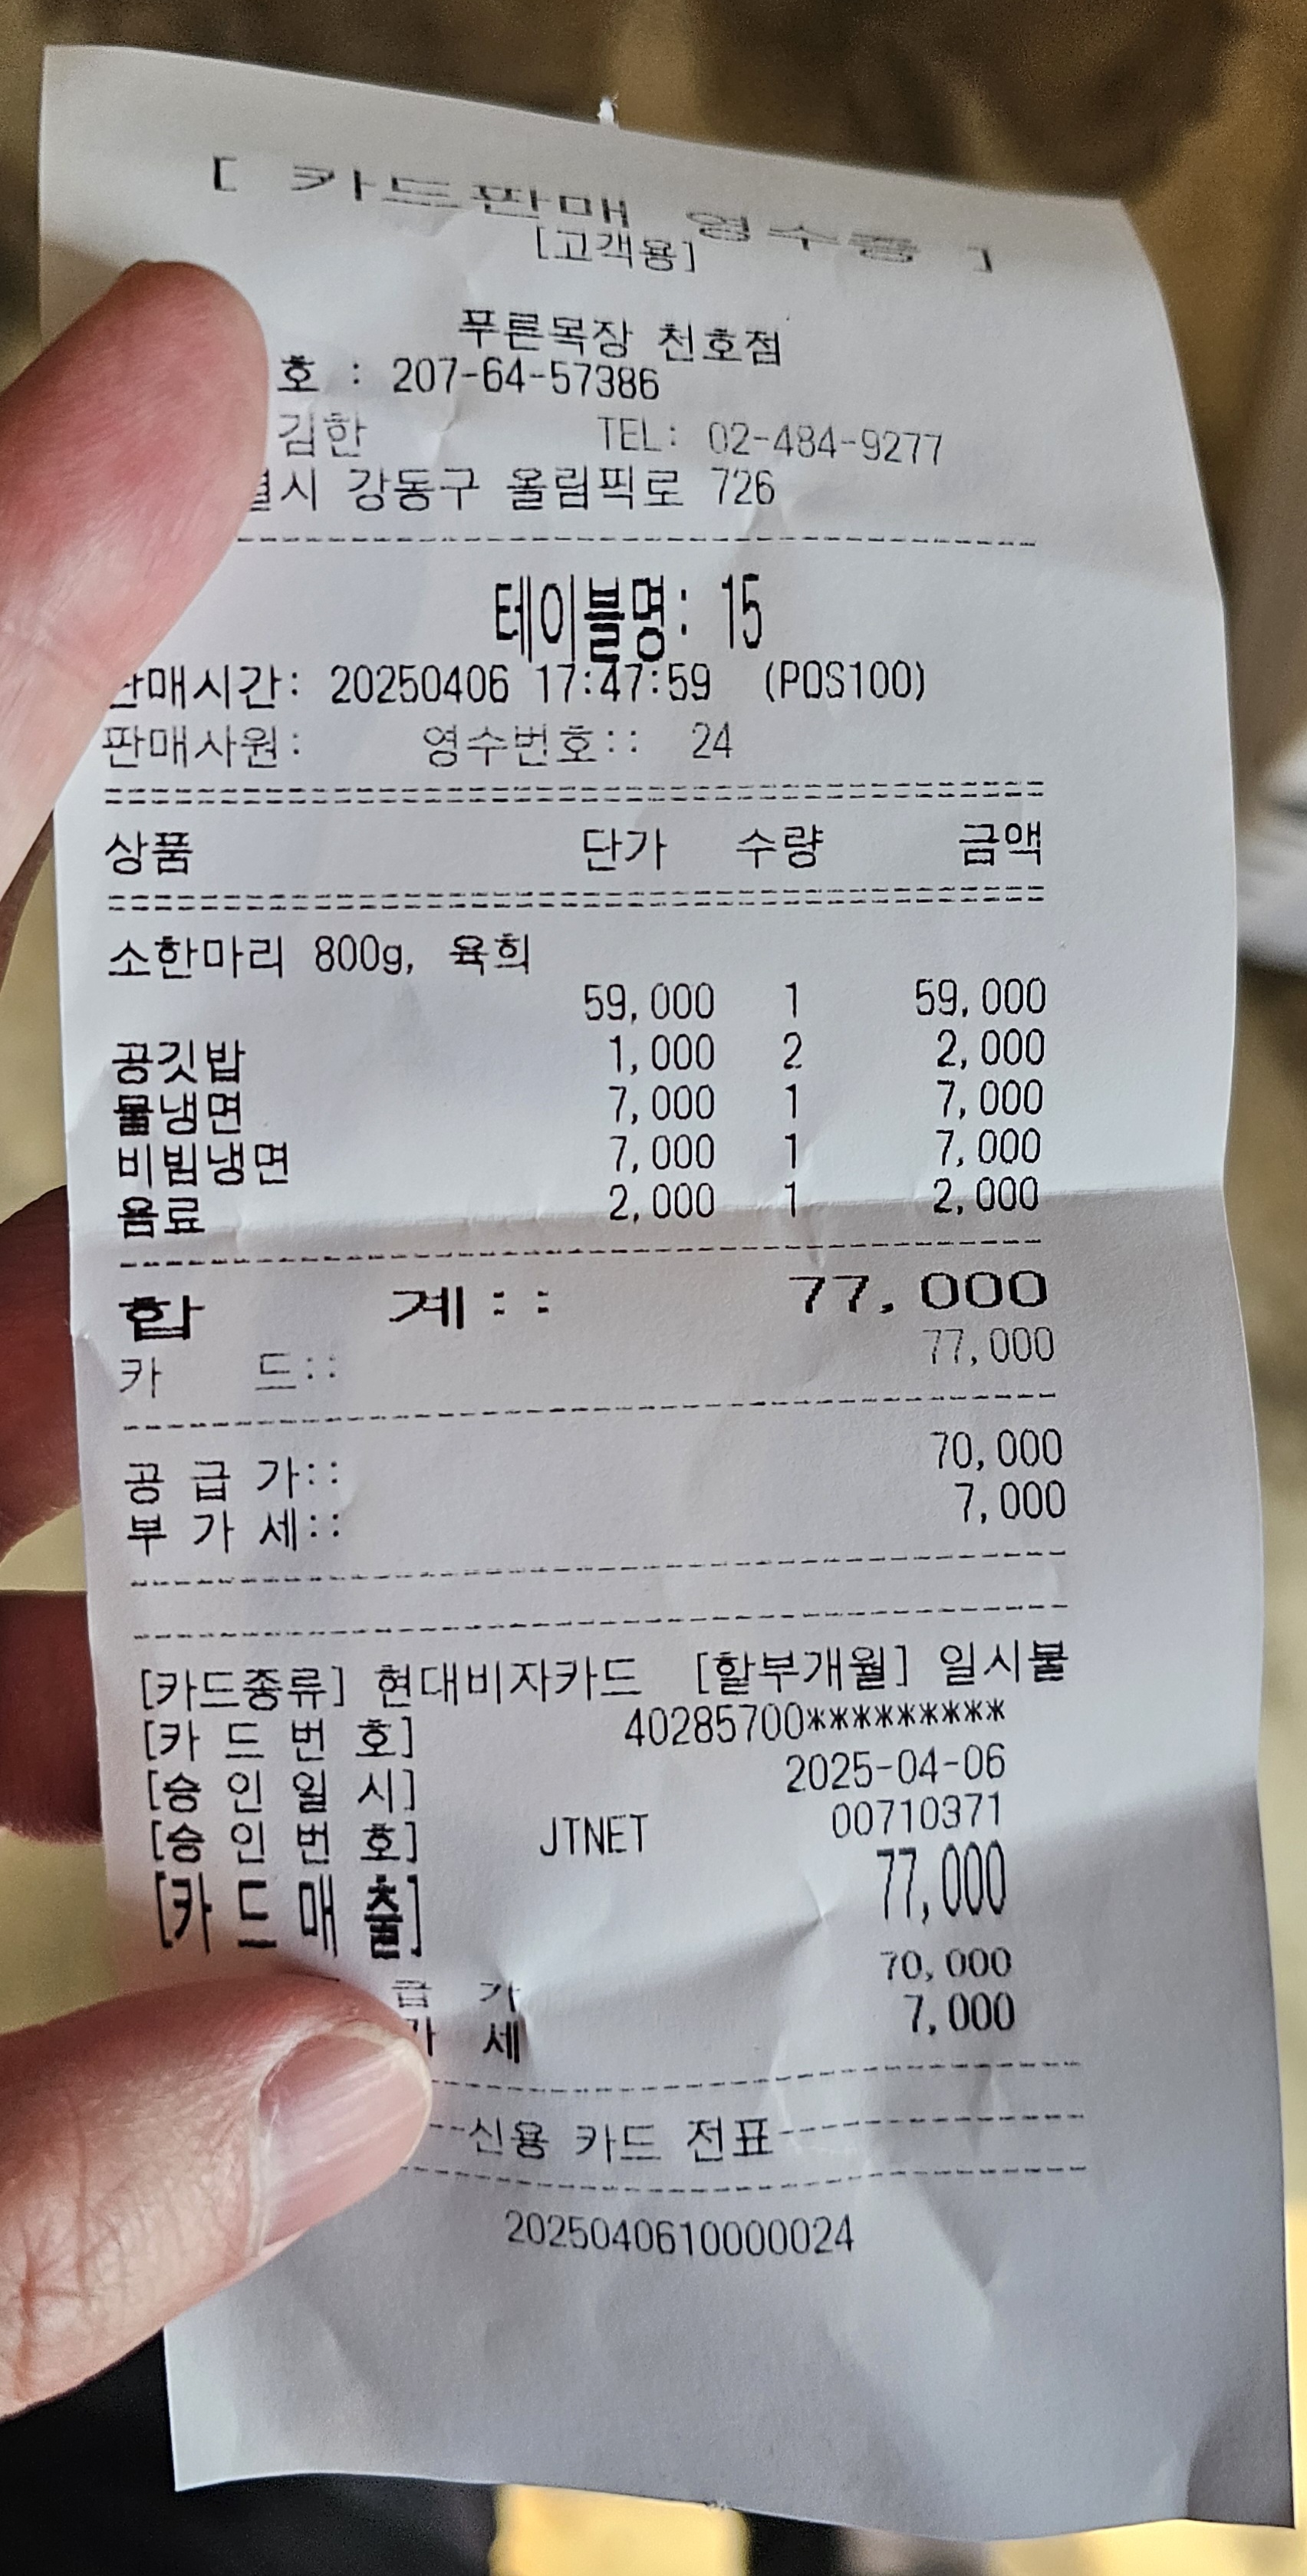 [ 카드판매 영수증 ]
[고객용]
푸른목장 천호점
호 : 207-64-57386
김한 TEL: 02-484-9277
별시 강동구 올림픽로 726
테이블명: 15
판매시간: 20250406 17:47:59 (POS100)
판매사원: 영수번호:: 24
상품 단가 수량 금액
소한마리 800g, 육회
59,000 1 59,000
공깃밥 1,000 2 2,000
물냉면 7,000 1 7,000
비빔냉면 7,000 1 7,000
음료 2,000 1 2,000
합 계:: 77,000
카 드:: 77,000
공 급 가:: 70,000
부 가 세:: 7,000
[카드종류] 현대비자카드 [할부개월] 일시불
[카 드 번 호] 40285700*********
[승 인 일 시] 2025-04-06
[승 인 번 호] JTNET 00710371
[카 드 매 출] 77,000
급 가 70,000
가 세 7,000
--신용 카드 전표---------------
2025040610000024